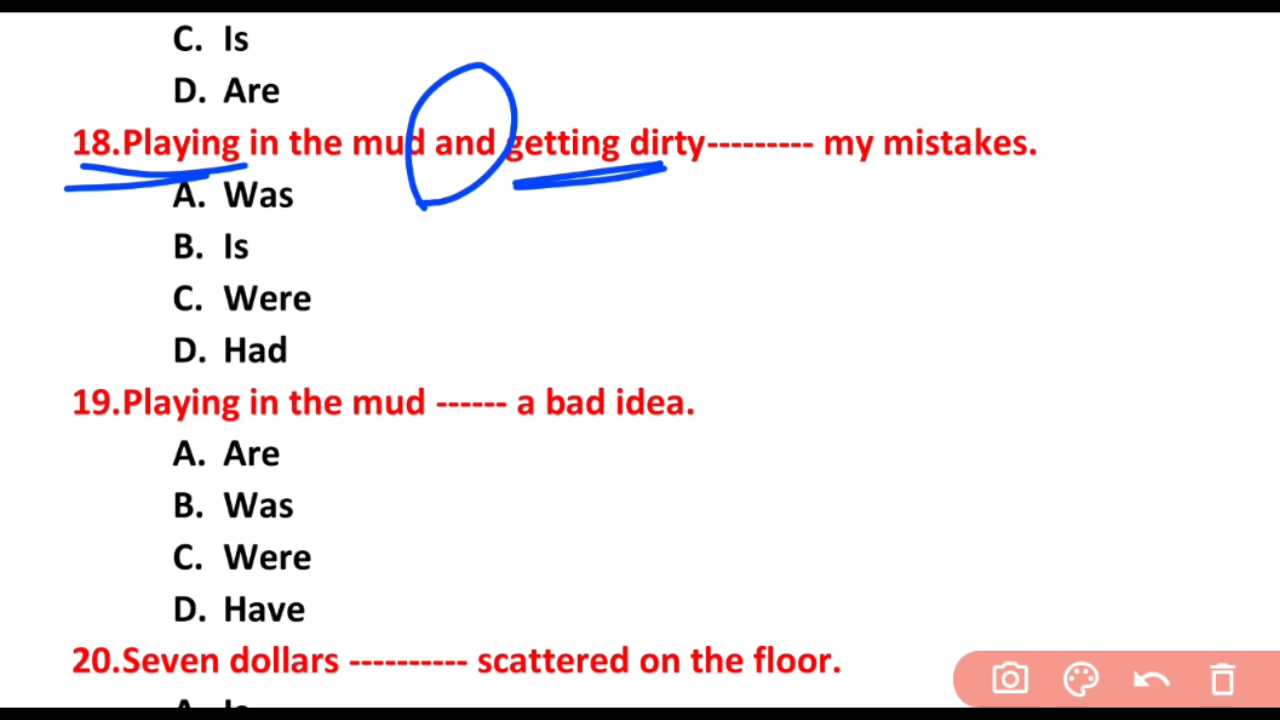 C. Is
D. Are
18.Playing in the mud and getting dirty--------- my mistakes.
A. Was
B. Is
C. Were
D. Had
19.Playing in the mud ------ a bad idea.
A. Are
B. Was
C. Were
D. Have
20.Seven dollars ---------- scattered on the floor.
A. Is